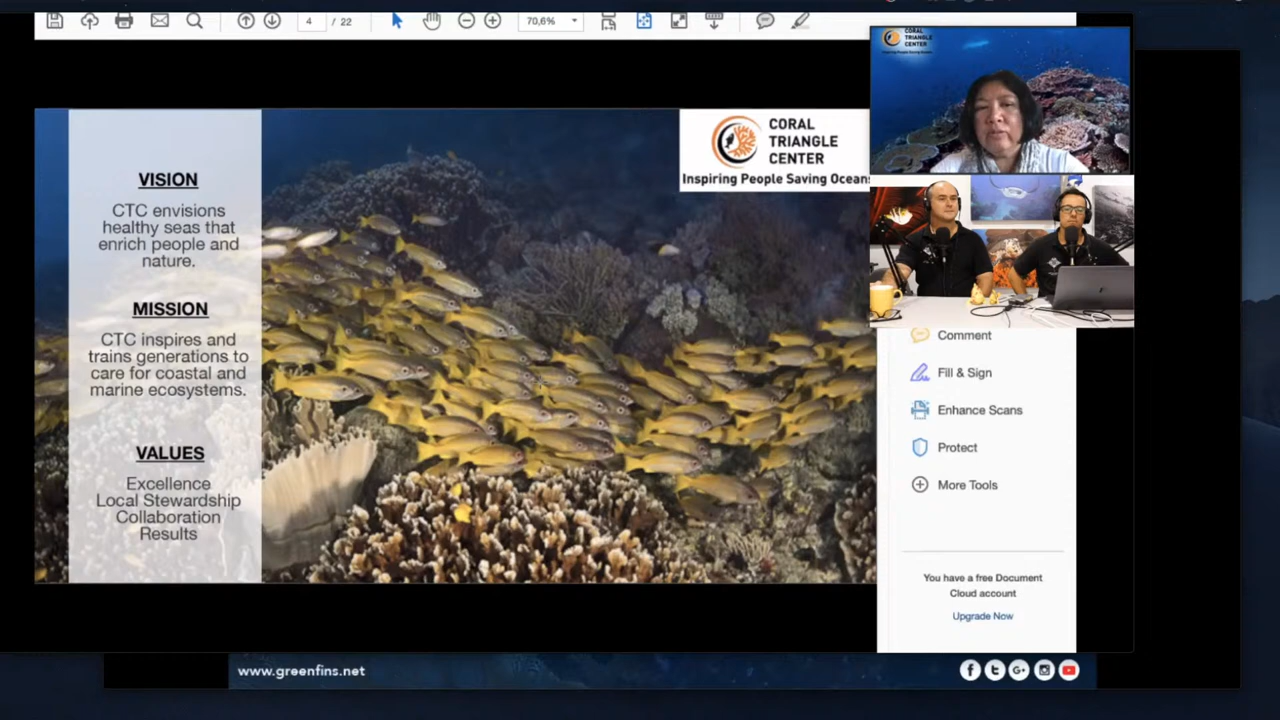 4 / 22
70,6%
CORAL
TRIANGLE
CENTER
CORAL
TRIANGLE
CENTER
Inspiring People Saving Oceans
VISION
CTC envisions
healthy seas that
enrich people and
nature.
MISSION
CTC inspires and
trains generations to
care for coastal and
marine ecosystems.
VALUES
Excellence
Local Stewardship
Collaboration
Results
Comment
Fill & Sign
Enhance Scans
Protect
More Tools
You have a free Document
Cloud account
Upgrade Now
www.greenfins.net